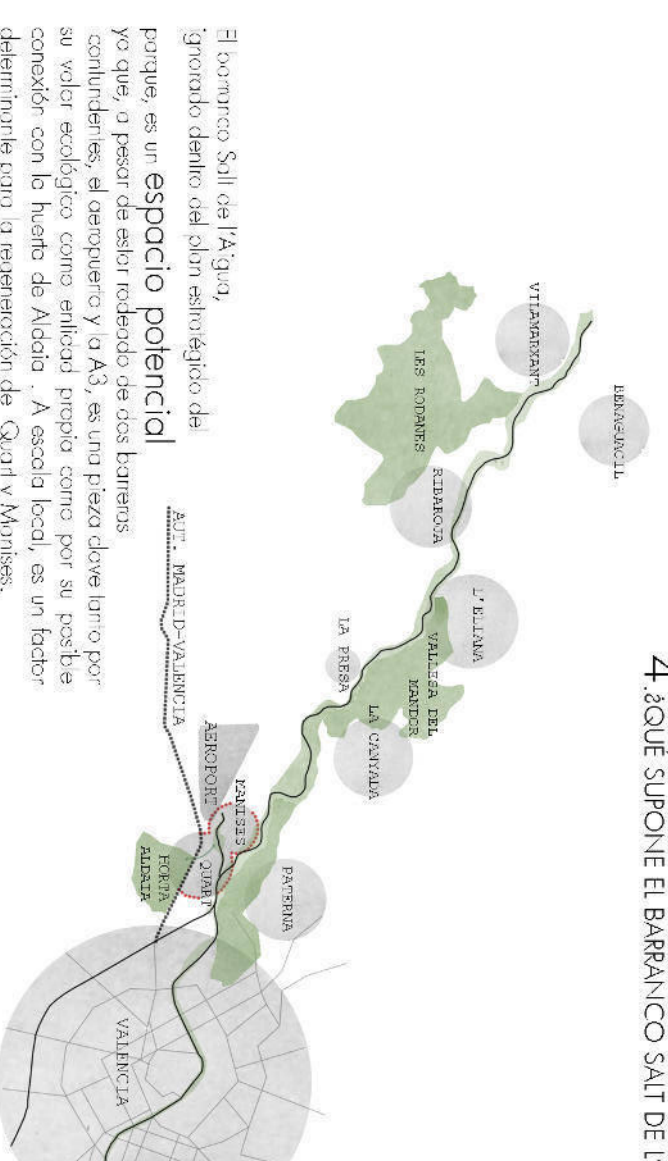 4.¿QUÉ SUPONE EL BARRANCO SALT DE L'
BENAGUACIL
VILAMARXANT
LES RODANES
RIBAROJA
L'ELIANA
VALLESA DEL
MANDOR
LA PRESA
LA CANYADA
AUT. MADRID-VALENCIA
AEROPORT
MANISES
QUART
PATERNA
HORTA
ALDAIA
VALENCIA
El barranco Salt de l'Aigua,
ignorado dentro del plan estratégido del
parque, es un espacio potencial
ya que, a pesar de estar rodeado de dos barreras
contundentes, el aeropuerto y la A3, es una pieza clave tanto por
su valor ecológico como entidad propia como por su posible
conexión con la huerta de Aldaia . A escala local, es un factor
determinante para la regeneración de Quart y Manises.